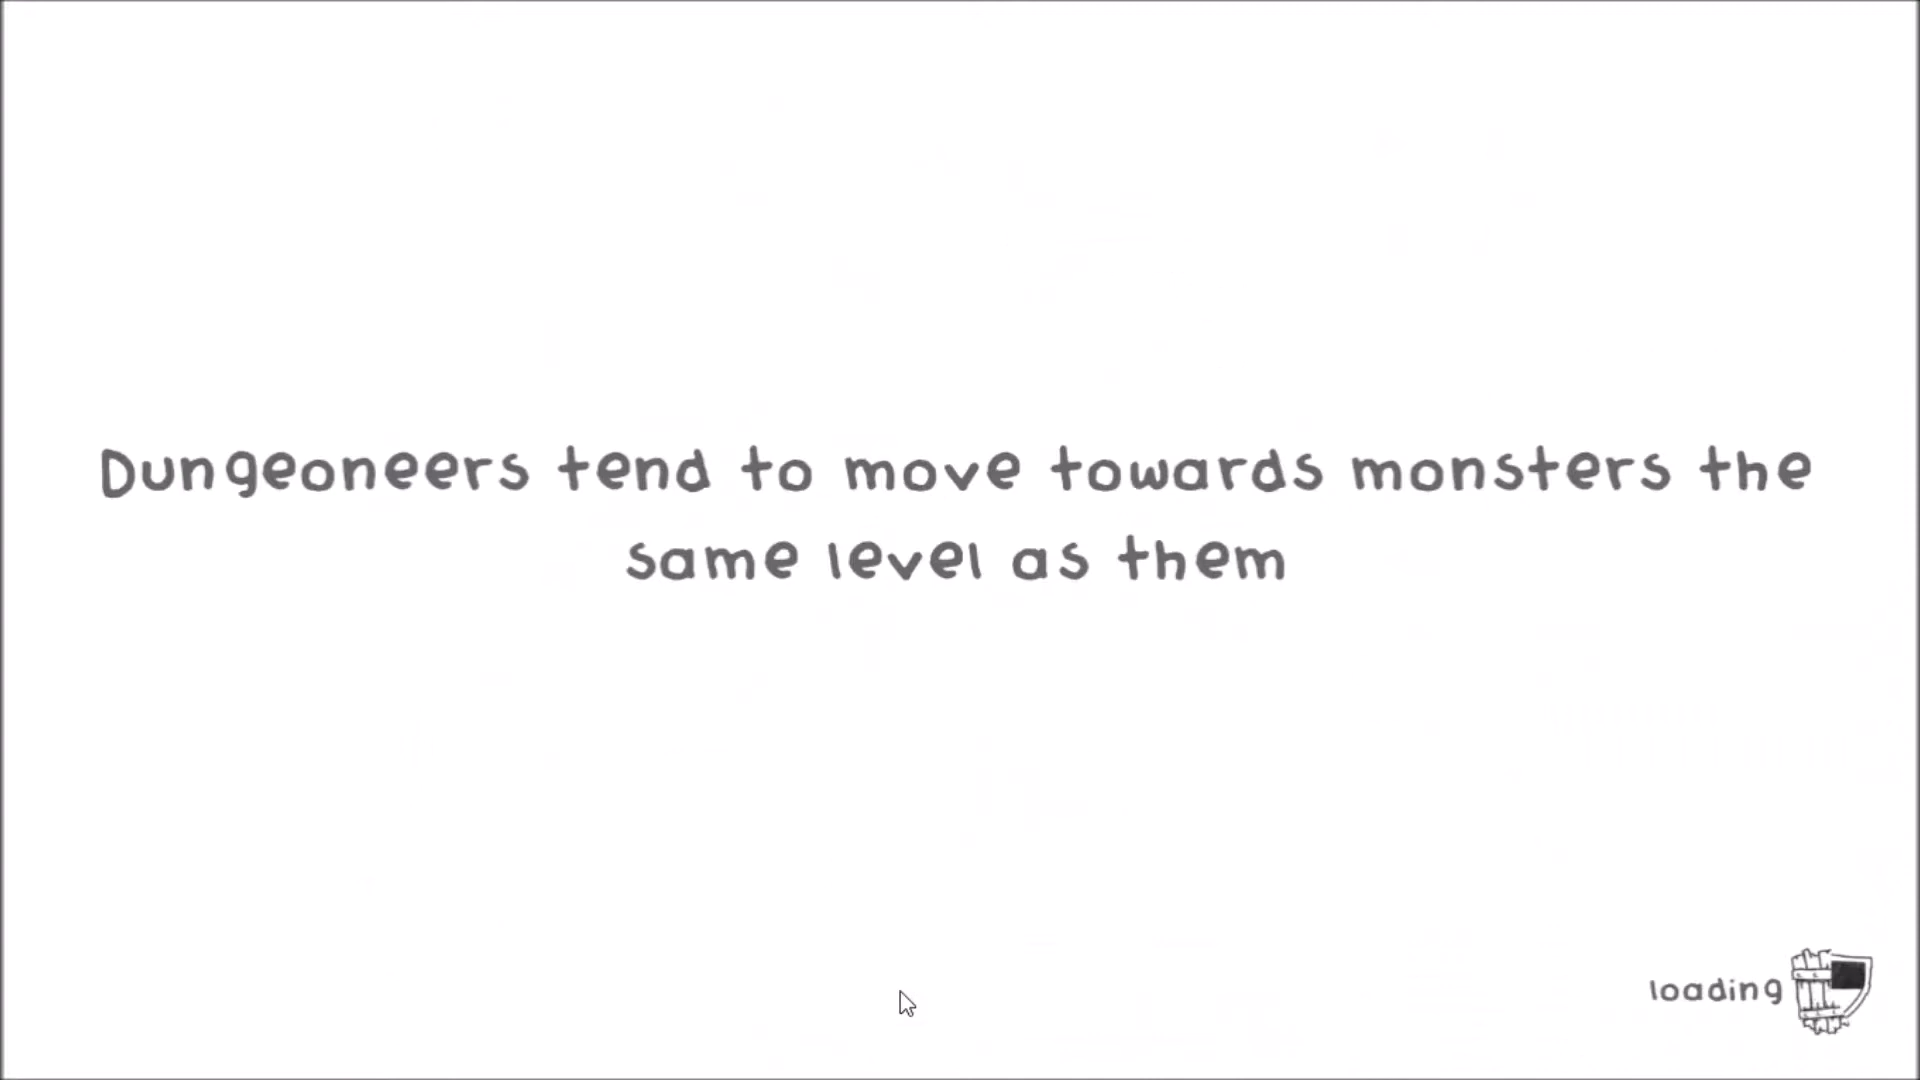 Dungeoneers tend to move towards monsters the
same level as them
loading